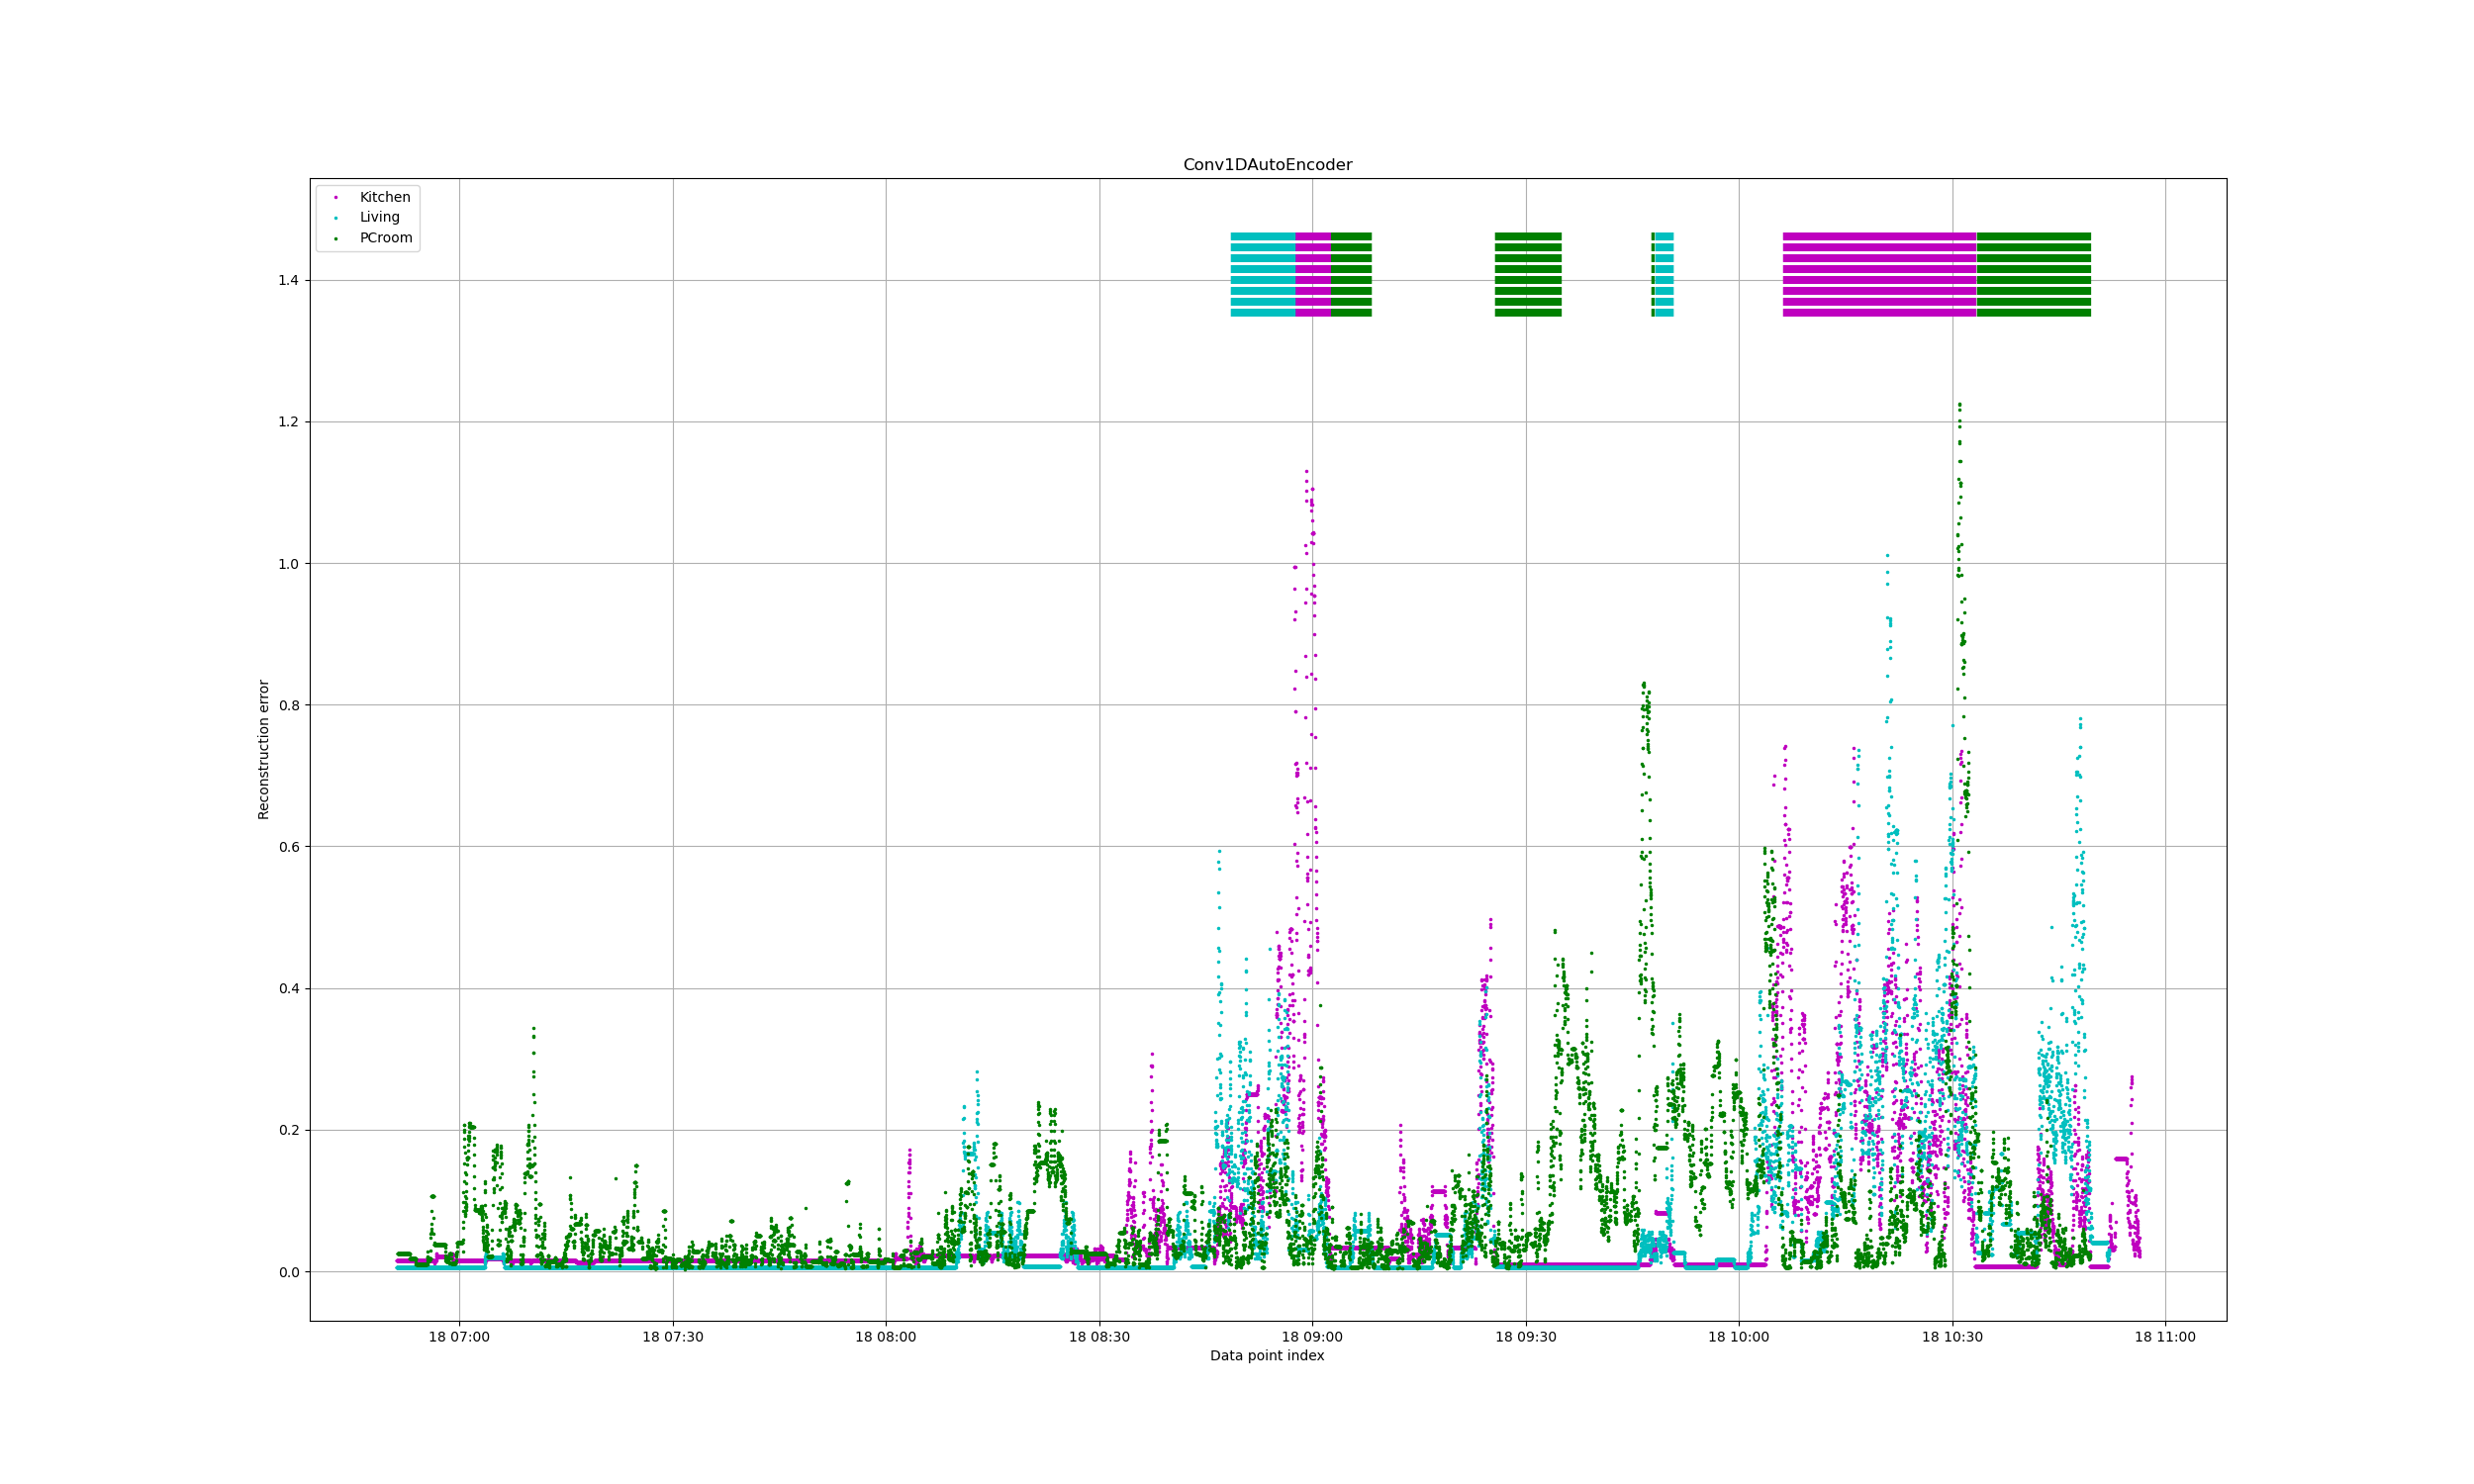 Conv1DAutoEncoder
Kitchen
Living
PCroom
1.4
1.2
1.0
0.8
0.6
0.4
0.2
0.0
Reconstruction error
18 07:00 18 07:30 18 08:00 18 08:30 18 09:00 18 09:30 18 10:00 18 10:30 18 11:00
Data point index